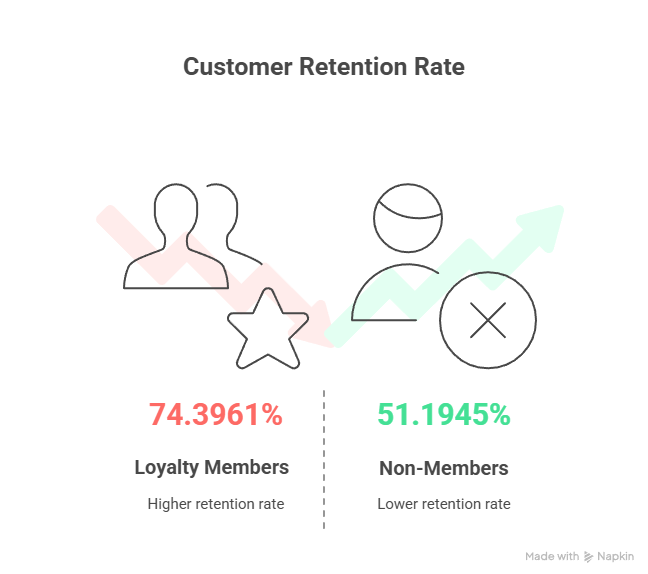 Customer Retention Rate
74.3961%
51.1945%
Loyalty Members
Non-Members
Higher retention rate
Lower retention rate
Made with Napkin